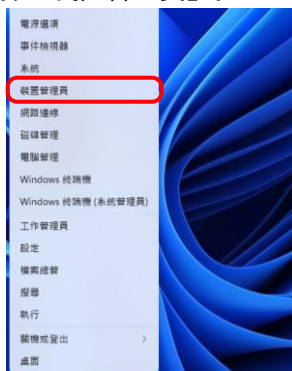 電源選項
事件檢視器
系統
裝置管理員
網路連線
磁碟管理
電腦管理
Windows 終端機
Windows 終端機 (系統管理員)
工作管理員
設定
檔案總管
搜尋
執行
關機或登出
桌面